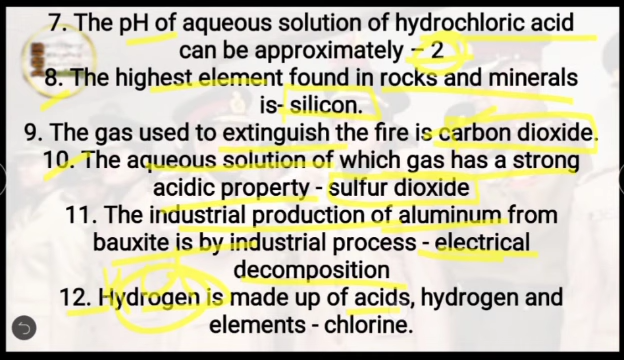 7. The pH of aqueous solution of hydrochloric acid
can be approximately – 2
8. The highest element found in rocks and minerals
is- silicon.
9. The gas used to extinguish the fire is carbon dioxide.
10. The aqueous solution of which gas has a strong
acidic property - sulfur dioxide
11. The industrial production of aluminum from
bauxite is by industrial process - electrical
decomposition
12. Hydrogen is made up of acids, hydrogen and
elements - chlorine.